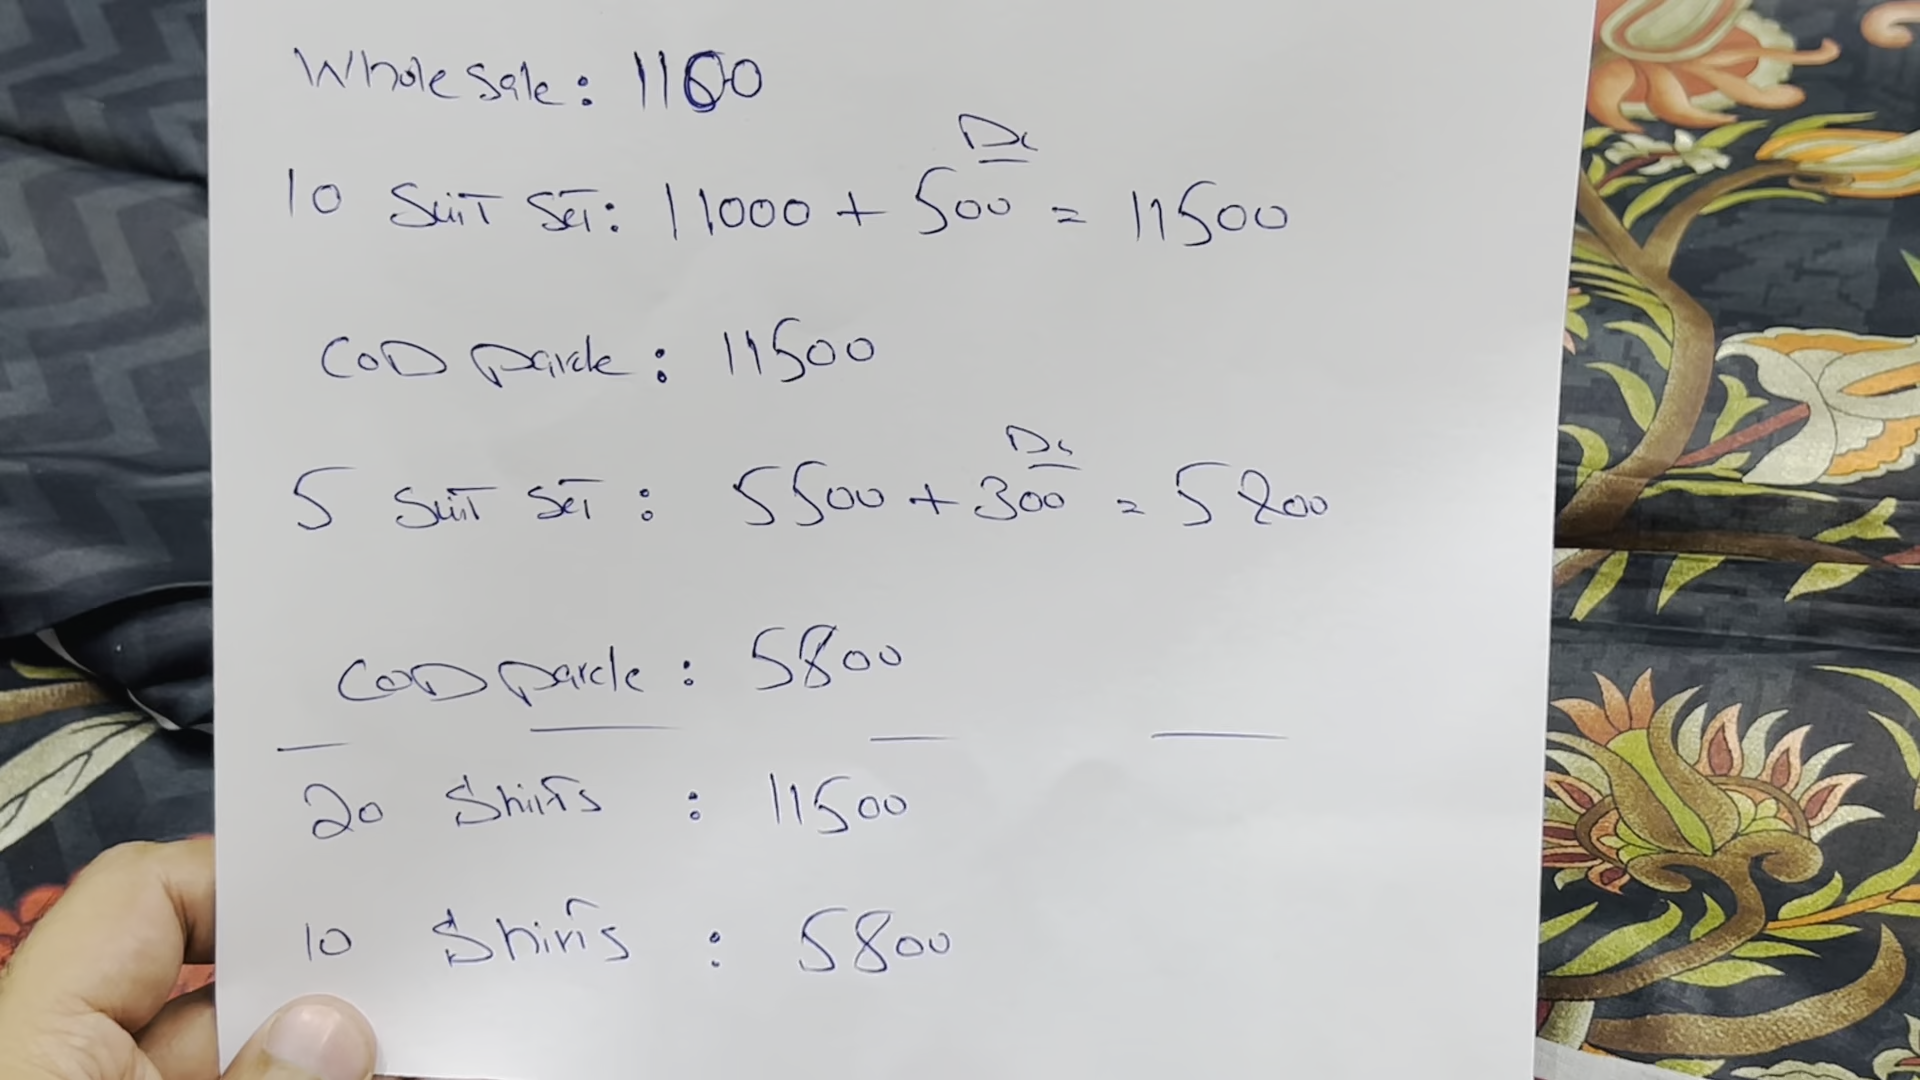 Whole Sale: 1100
Dc
10 Suit Set: 11000 + 500 = 11500
COD Parcle: 11500
Dc
5 Suit Set: 5500 + 300 = 5800
COD Parcle: 5800
20 Shirts: 11500
10 Shirts: 5800